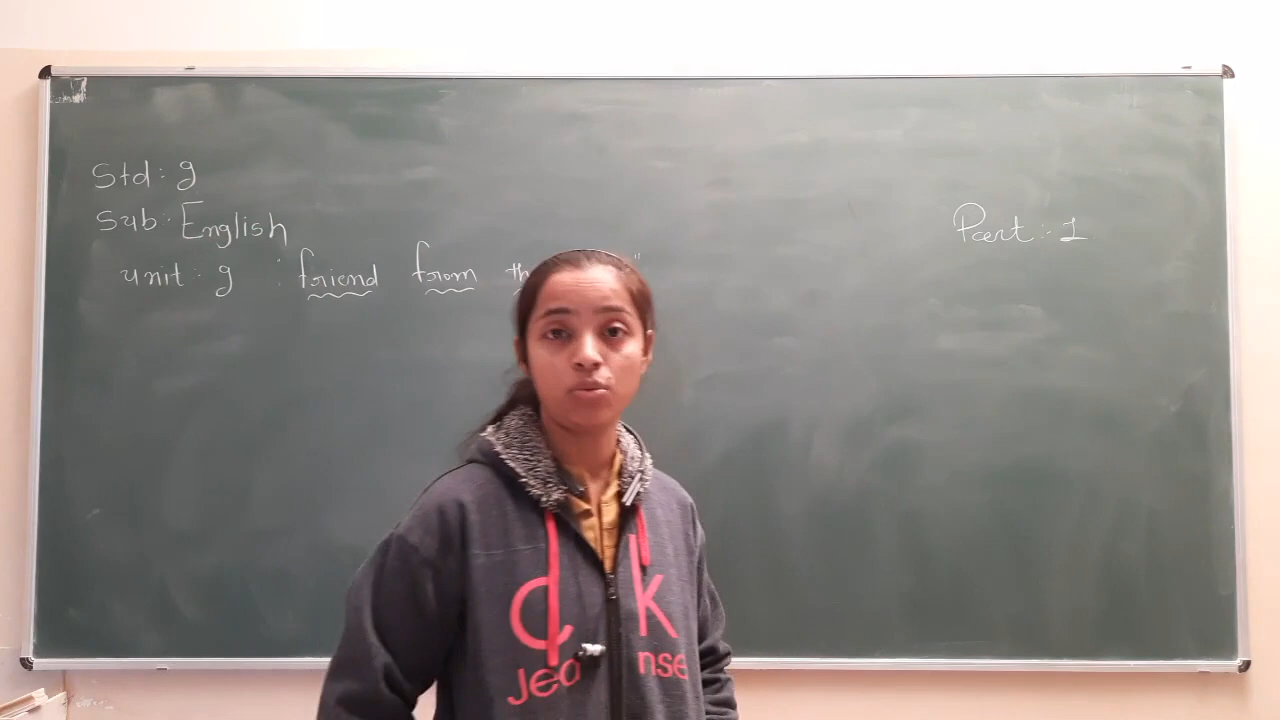 Std : 9
Sub : English
Part :- 1
unit : 9 : friend from
C k
Jea nse